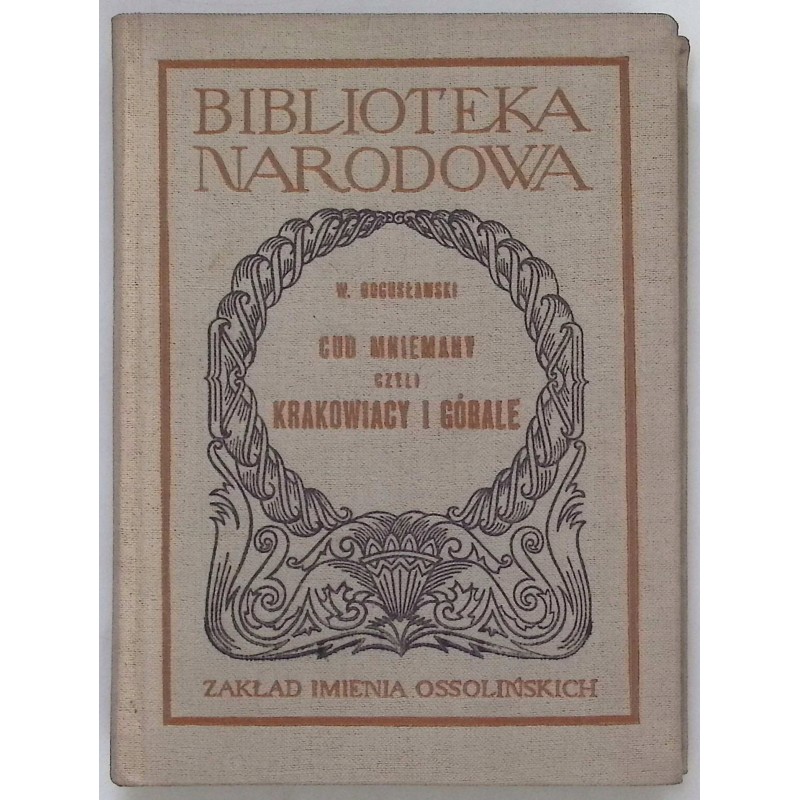 BIBLIOTEKA
NARODOWA
W. BOGUSŁAWSKI
CUD MNIEMANY
CZYLI
KRAKOWIACY I GÓRALE
ZAKŁAD IMIENIA OSSOLIŃSKICH